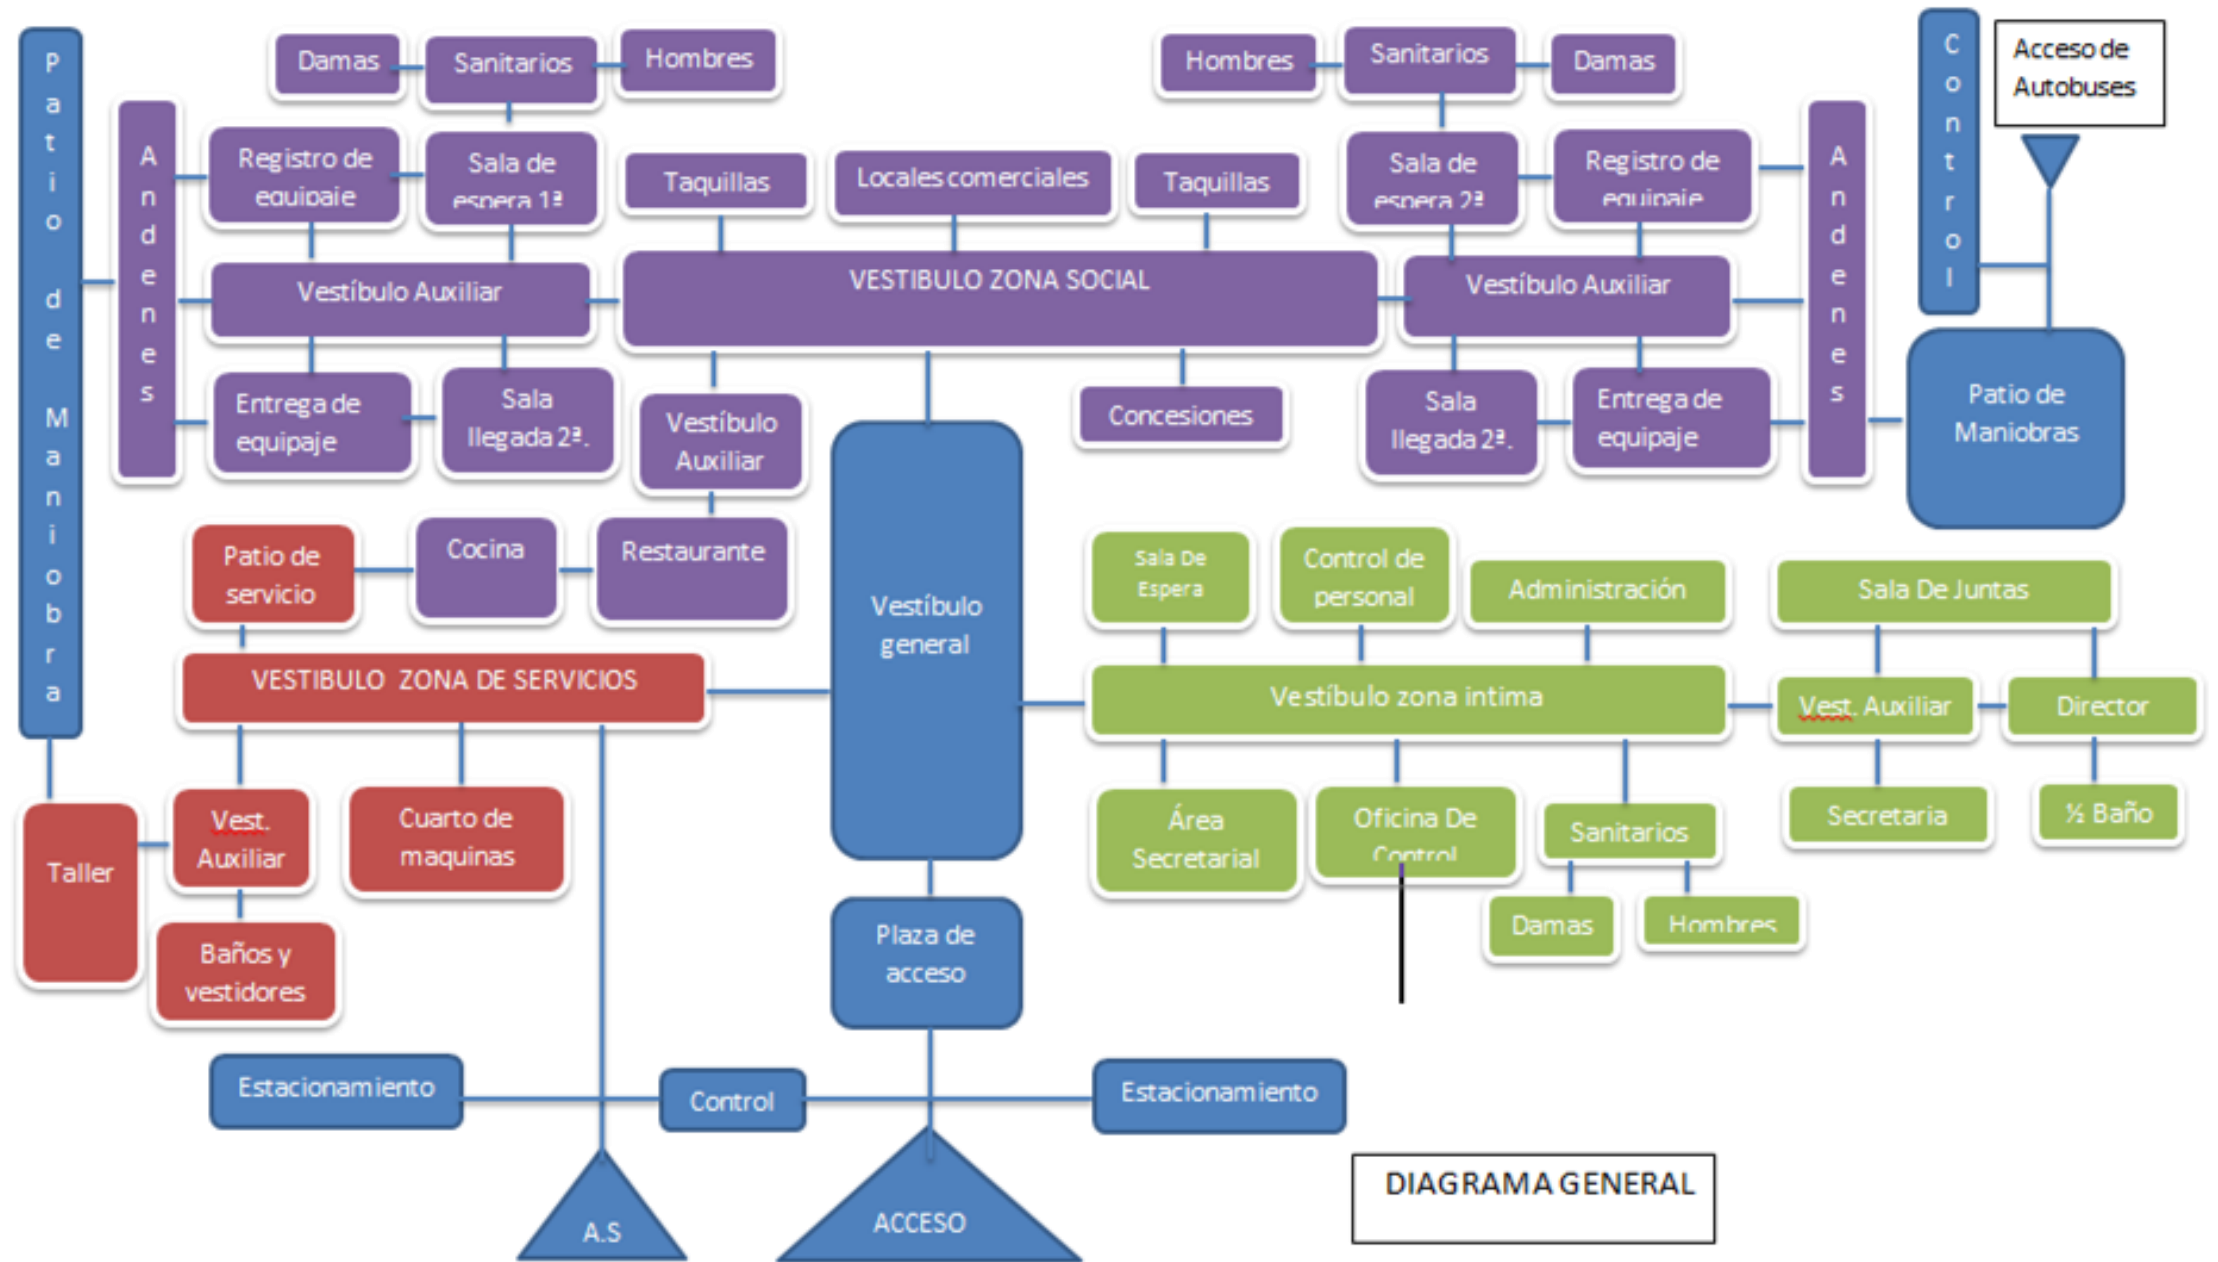 Patio de Maniobra
Andenes
Damas
Sanitarios
Hombres
Registro de
equipaje
Sala de
espera 1ª
Vestíbulo Auxiliar
Entrega de
equipaje
Sala
llegada 2ª.
Taquillas
Locales comerciales
Taquillas
VESTIBULO ZONA SOCIAL
Vestíbulo
Auxiliar
Concesiones
Hombres
Sanitarios
Damas
Sala de
espera 2ª
Registro de
equipaje
Vestíbulo Auxiliar
Sala
llegada 2ª.
Entrega de
equipaje
Andenes
Control
Acceso de
Autobuses
Patio de
Maniobras
Patio de
servicio
Cocina
Restaurante
VESTIBULO ZONA DE SERVICIOS
Taller
Vest.
Auxiliar
Cuarto de
maquinas
Baños y
vestidores
Vestíbulo
general
Plaza de
acceso
Sala De
Espera
Control de
personal
Administración
Sala De Juntas
Vestíbulo zona intima
Vest. Auxiliar
Director
Área
Secretarial
Oficina De
Control
Sanitarios
Secretaria
½ Baño
Damas
Hombres
Estacionamiento
Control
Estacionamiento
A.S
ACCESO
DIAGRAMA GENERAL